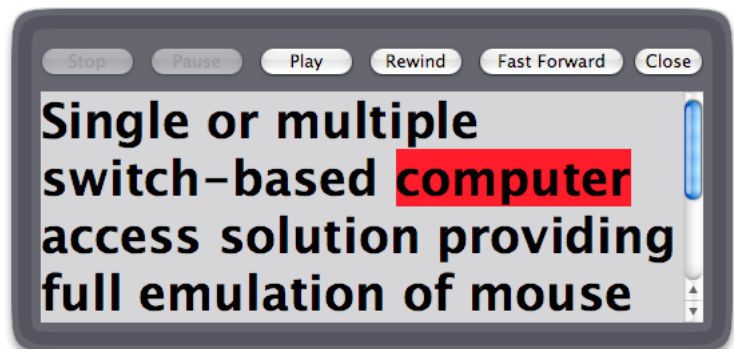 Stop Pause Play Rewind Fast Forward Close
Single or multiple
switch-based computer
access solution providing
full emulation of mouse